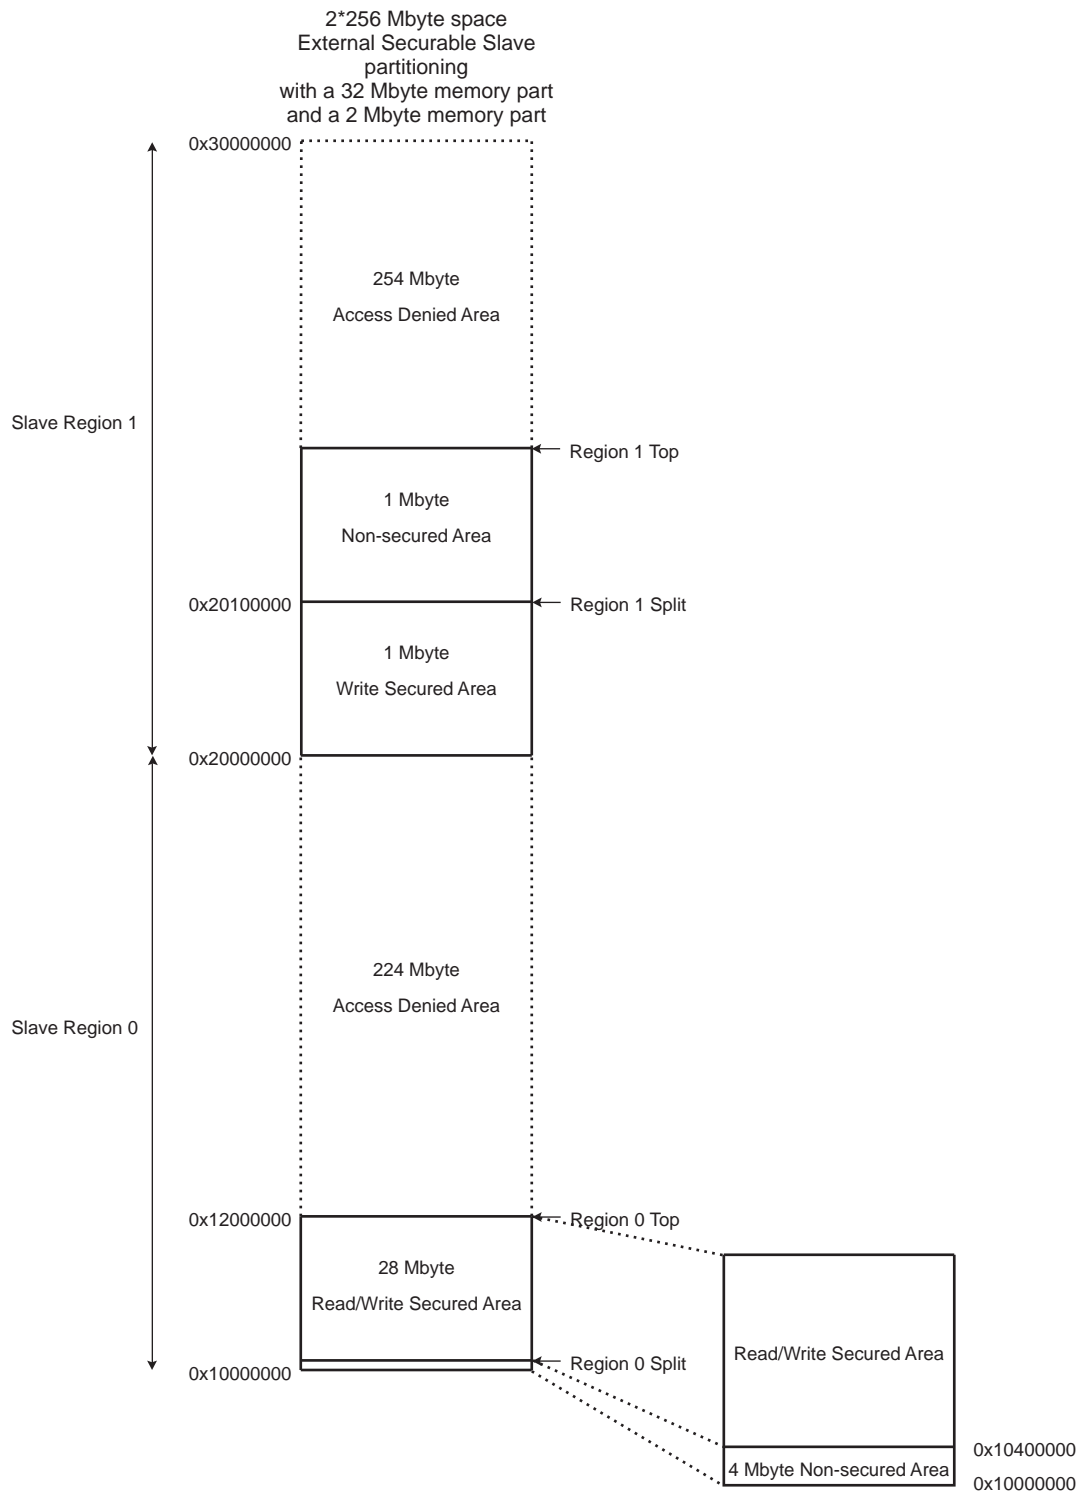 2*256 Mbyte space
External Securable Slave
partitioning
with a 32 Mbyte memory part
and a 2 Mbyte memory part
0x30000000
254 Mbyte
Access Denied Area
Slave Region 1
Region 1 Top
1 Mbyte
Non-secured Area
0x20100000
Region 1 Split
1 Mbyte
Write Secured Area
0x20000000
224 Mbyte
Access Denied Area
Slave Region 0
0x12000000
Region 0 Top
28 Mbyte
Read/Write Secured Area
Region 0 Split
0x10000000
Read/Write Secured Area
0x10400000
4 Mbyte Non-secured Area
0x10000000